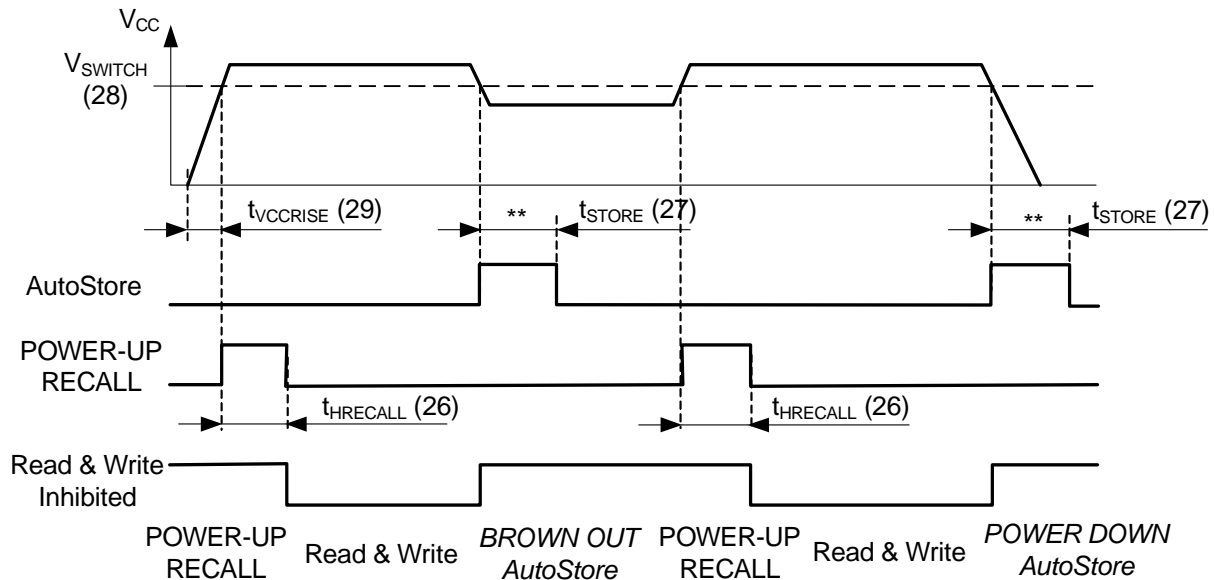 VCC
VSWITCH
(28)
tVCCRISE (29)
**
tSTORE (27)
**
tSTORE (27)
AutoStore
POWER-UP
RECALL
tHRECALL (26)
tHRECALL (26)
Read & Write
Inhibited
POWER-UP
RECALL
Read & Write
BROWN OUT
AutoStore
POWER-UP
RECALL
Read & Write
POWER DOWN
AutoStore